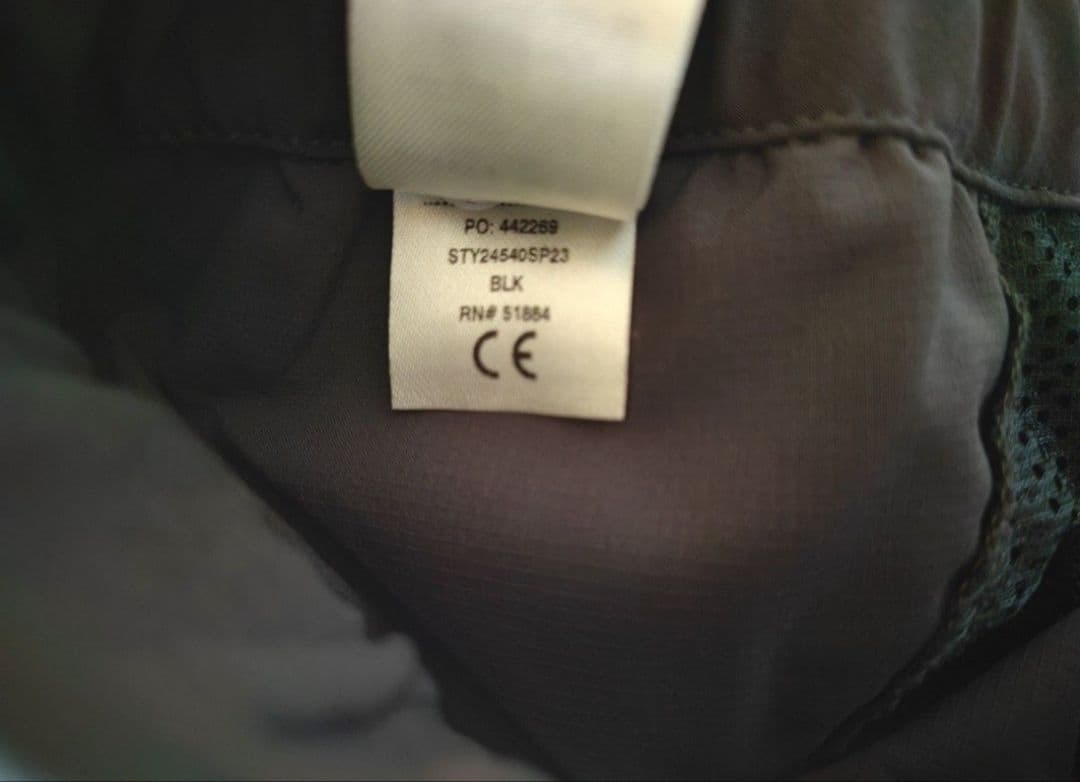 PO: 442269
STY24540SP23
BLK
RN# 51884
CE